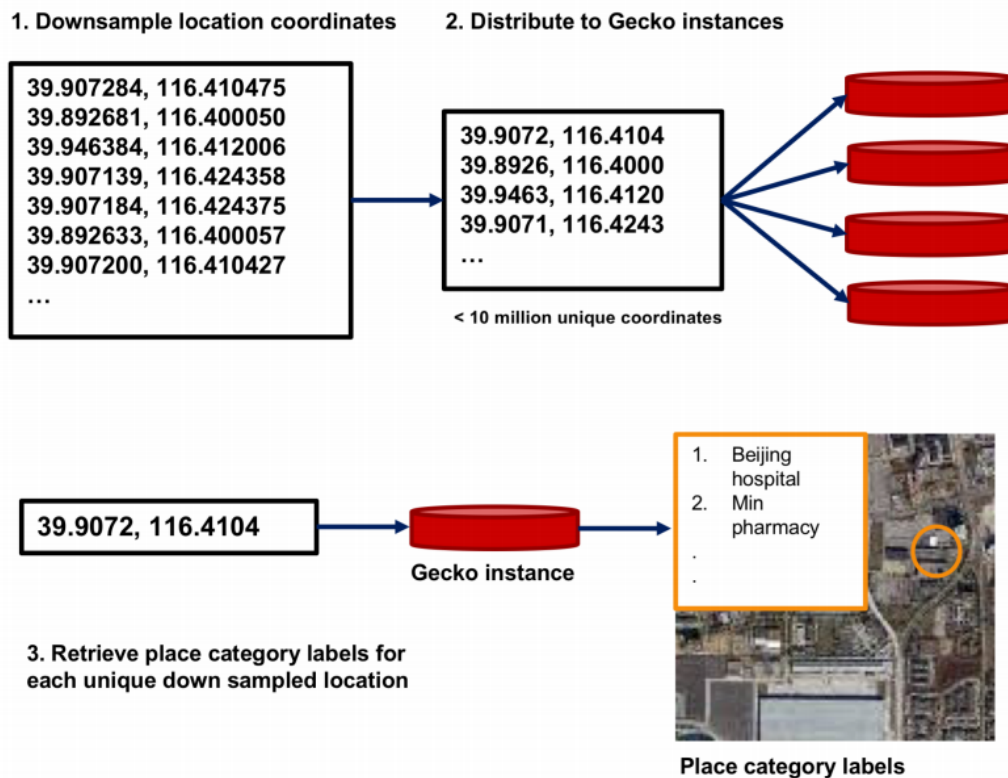 1. Downsample location coordinates
2. Distribute to Gecko instances
39.907284, 116.410475
39.892681, 116.400050
39.946384, 116.412006
39.907139, 116.424358
39.907184, 116.424375
39.892633, 116.400057
39.907200, 116.410427
...
39.9072, 116.4104
39.8926, 116.4000
39.9463, 116.4120
39.9071, 116.4243
...
< 10 million unique coordinates
39.9072, 116.4104
Gecko instance
1. Beijing
hospital
2. Min
pharmacy
.
.
3. Retrieve place category labels for
each unique down sampled location
Place category labels